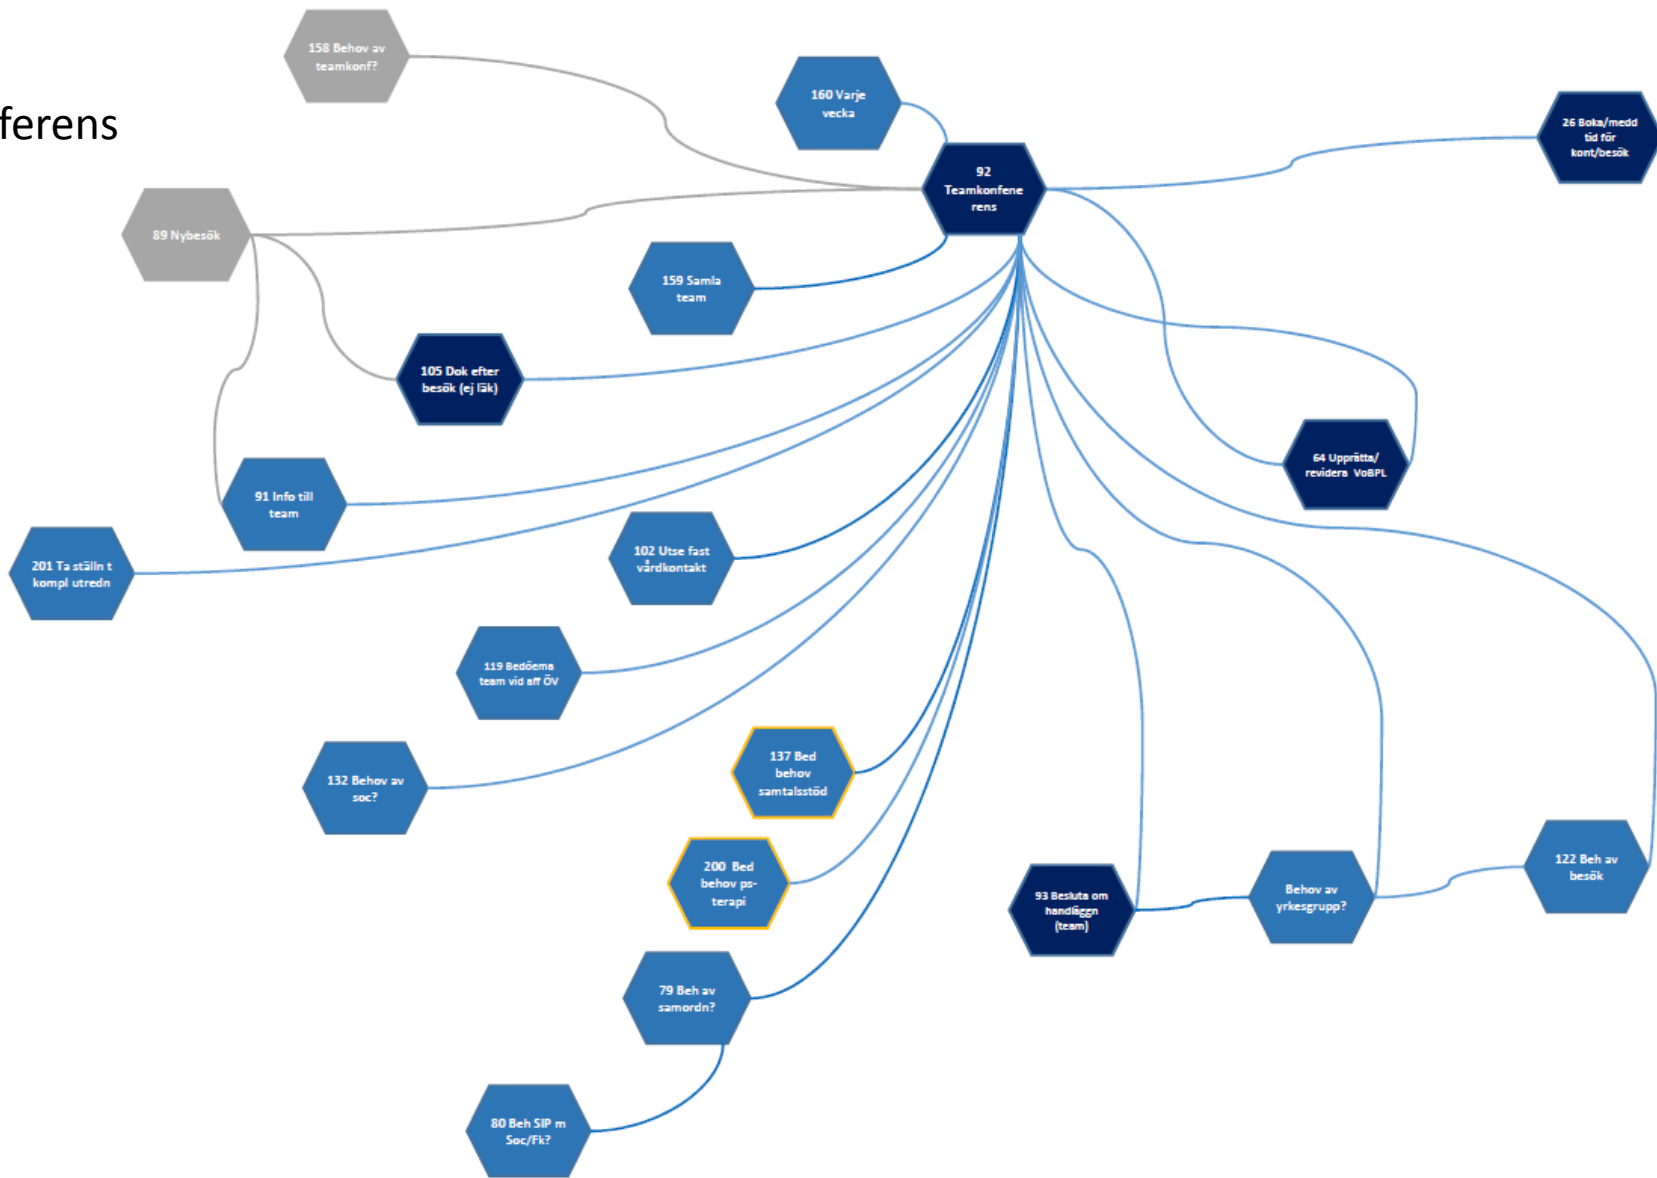 158 Behov av
teamkonf?
160 Varje
vecka
ferens
26 Boka/medd
tid för
kont/besök
92
Teamkonfene
rens
89 Nybesök
159 Samla
team
105 Dok efter
besök (ej läk)
91 Info till
team
64 Upprätta/
revidera VoBPL
201 Ta ställn t
kompl utredn
102 Utse fast
vårdkontakt
119 Bedöema
team vid aff ÖV
132 Behov av
soc?
137 Bed
behov
samtalsstöd
200 Bed
behov ps-
terapi
93 Besluta om
handläggn
(team)
Behov av
yrkesgrupp?
122 Beh av
besök
79 Beh av
samordn?
80 Beh SIP m
Soc/Fk?